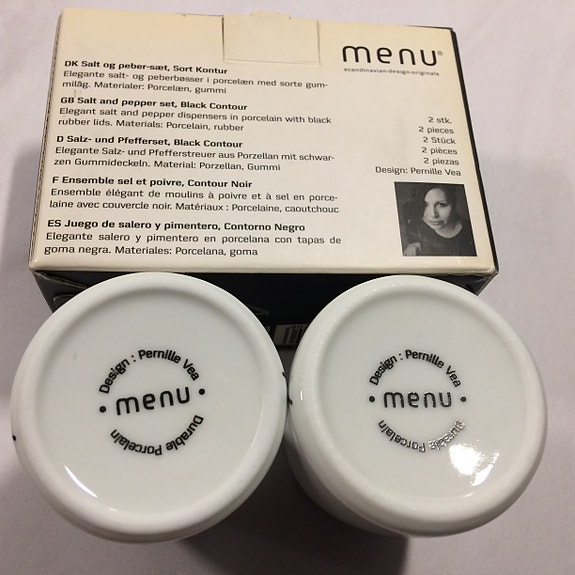 menu®
scandinavian·design·originals
DK Salt og peber-sæt, Sort Kontur
Elegante salt- og peberbøsser i porcelæn med sorte gum-
milåg. Materialer: Porcelæn, gummi
GB Salt and pepper set, Black Contour
Elegant salt and pepper dispensers in porcelain with black
rubber lids. Materials: Porcelain, rubber
D Salz- und Pfefferset, Black Contour
Elegante Salz- und Pfefferstreuer aus Porzellan mit schwar-
zen Gummideckeln. Material: Porzellan, Gummi
F Ensemble sel et poivre, Contour Noir
Ensemble élégant de moulins à poivre et à sel en porce-
laine avec couvercle noir. Matériaux : Porcelaine, caoutchouc
ES Juego de salero y pimentero, Contorno Negro
Elegante salero y pimentero en porcelana con tapas de
goma negra. Materiales: Porcelana, goma
2 stk.
2 pieces
2 Stück
2 pièces
2 piezas
Design: Pernille Vea
Design : Pernille Vea
• menu •
Durable Porcelain
Design : Pernille Vea
• menu •
Durable Porcelain